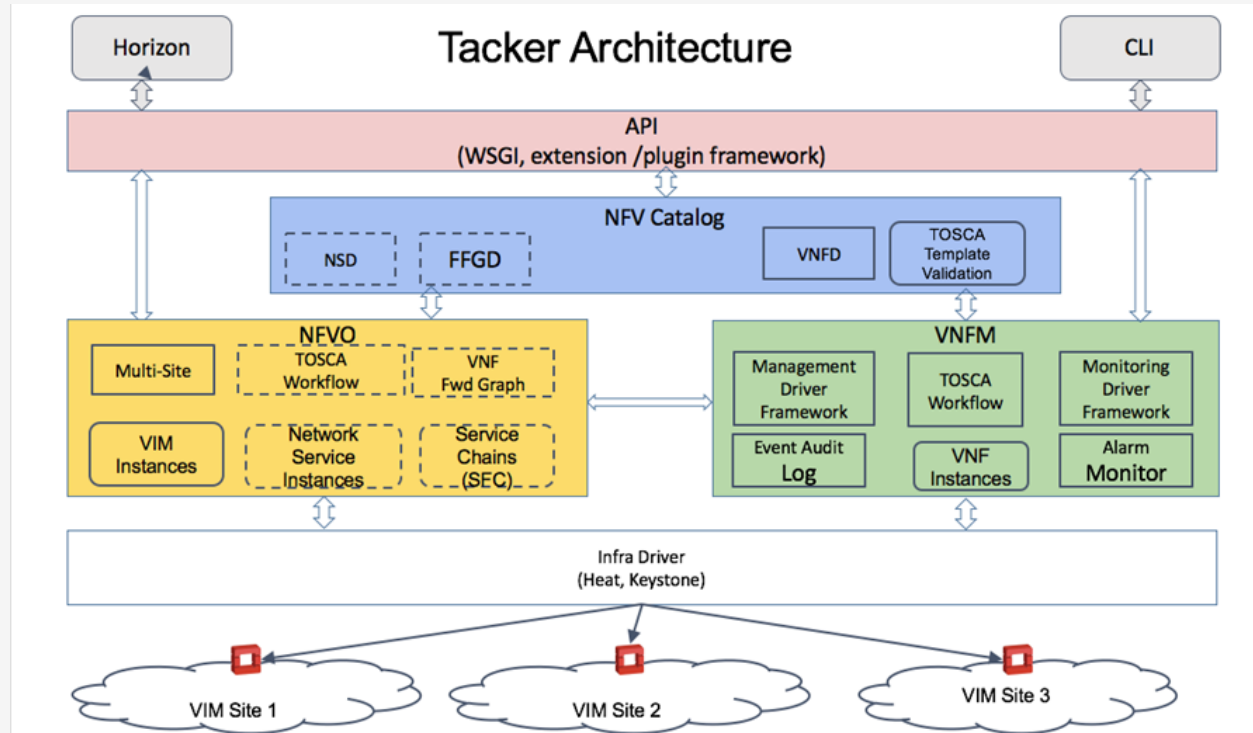 Horizon
Tacker Architecture
CLI
API
(WSGI, extension /plugin framework)
NFV Catalog
NSD
FFGD
VNFD
TOSCA
Template
Validation
NFVO
Multi-Site
TOSCA
Workflow
VNF
Fwd Graph
VIM
Instances
Network
Service
Instances
Service
Chains
(SFC)
VNFM
Management
Driver
Framework
TOSCA
Workflow
Monitoring
Driver
Framework
Event Audit
Log
VNF
Instances
Alarm
Monitor
Infra Driver
(Heat, Keystone)
VIM Site 1
VIM Site 2
VIM Site 3